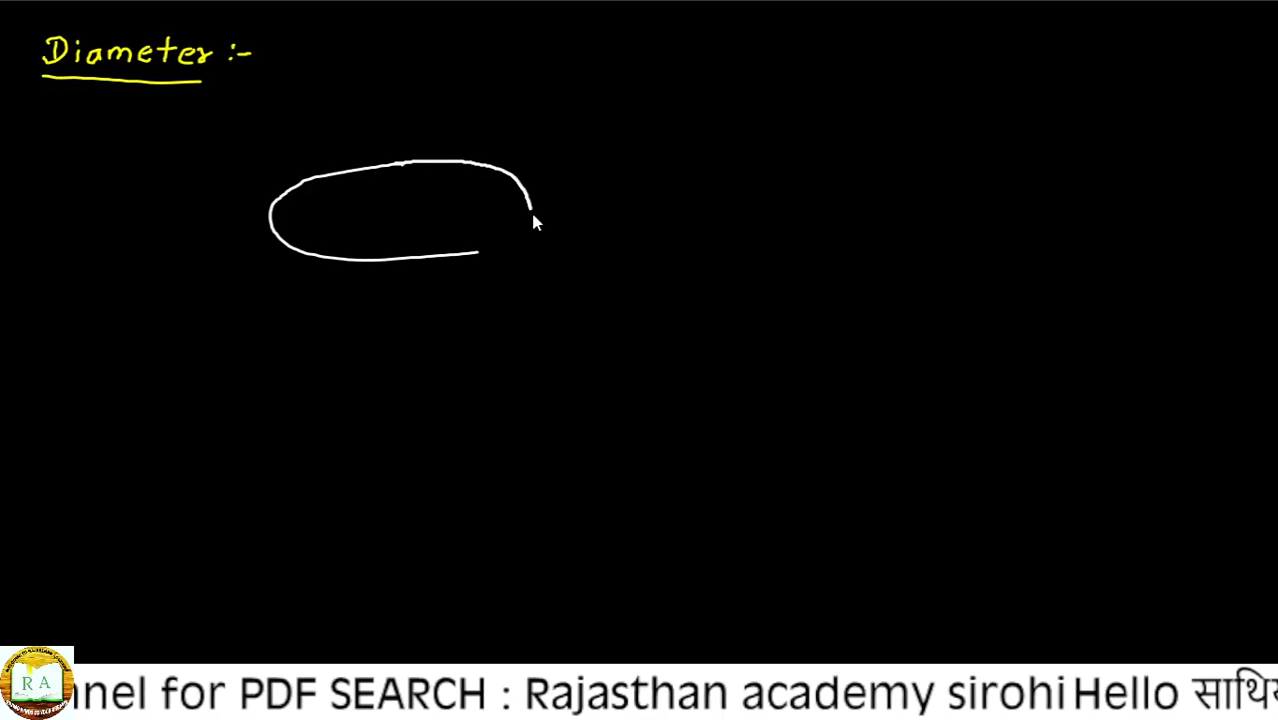 Diameter :-
R A
nnel for PDF SEARCH : Rajasthan academy sirohi Hello